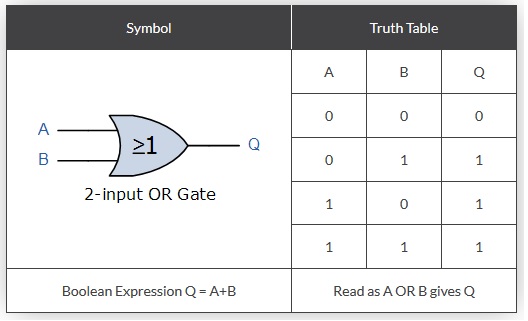 Symbol Truth Table
A B Q
0 0 0
0 1 1
1 0 1
1 1 1
A
B
≥1
Q
2-input OR Gate
Boolean Expression Q = A+B Read as A OR B gives Q